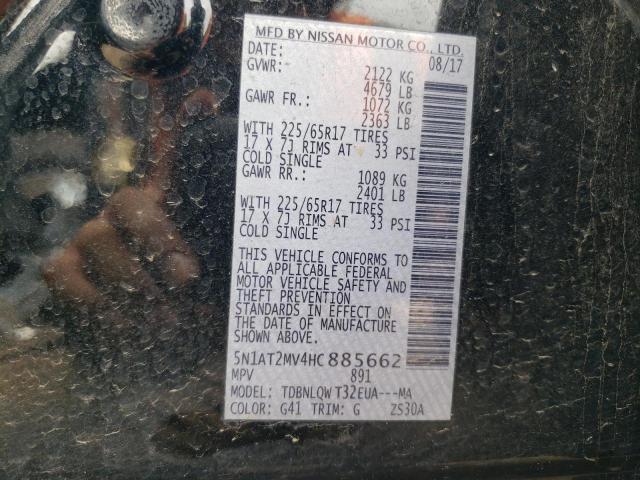 MFD BY NISSAN MOTOR CO., LTD.
DATE: 08/17
GVWR: 2122 KG
4679 LB
GAWR FR.: 1072 KG
2363 LB
WITH 225/65R17 TIRES
17 X 7J RIMS AT 33 PSI
COLD SINGLE
GAWR RR.: 1089 KG
2401 LB
WITH 225/65R17 TIRES
17 X 7J RIMS AT 33 PSI
COLD SINGLE
THIS VEHICLE CONFORMS TO
ALL APPLICABLE FEDERAL
MOTOR VEHICLE SAFETY AND
THEFT PREVENTION
STANDARDS IN EFFECT ON
THE DATE OF MANUFACTURE
SHOWN ABOVE.
5N1AT2MV4HC885662
MPV 891
MODEL: TDBNLQW T32EUA---MA
COLOR: G41 TRIM: G ZS30A